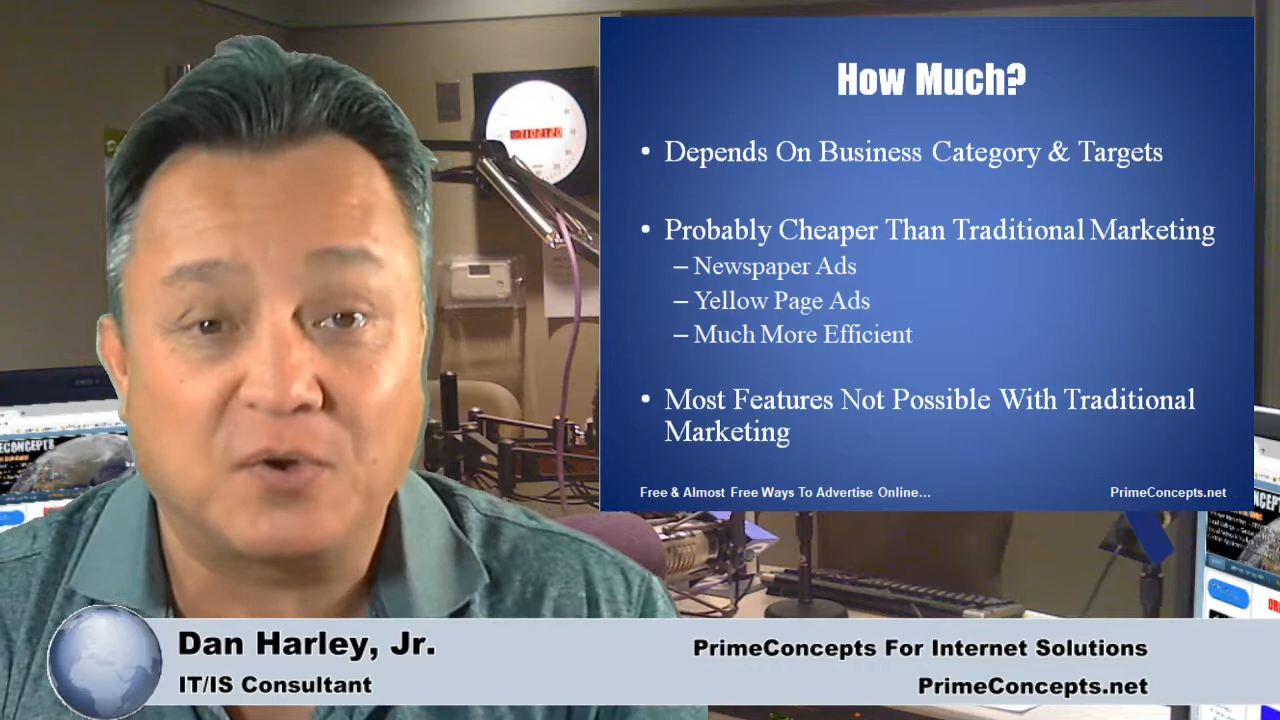 How Much?
• Depends On Business Category & Targets
• Probably Cheaper Than Traditional Marketing
– Newspaper Ads
– Yellow Page Ads
– Much More Efficient
• Most Features Not Possible With Traditional
Marketing
Free & Almost Free Ways To Advertise Online...
PrimeConcepts.net
Dan Harley, Jr.
IT/IS Consultant
PrimeConcepts For Internet Solutions
PrimeConcepts.net